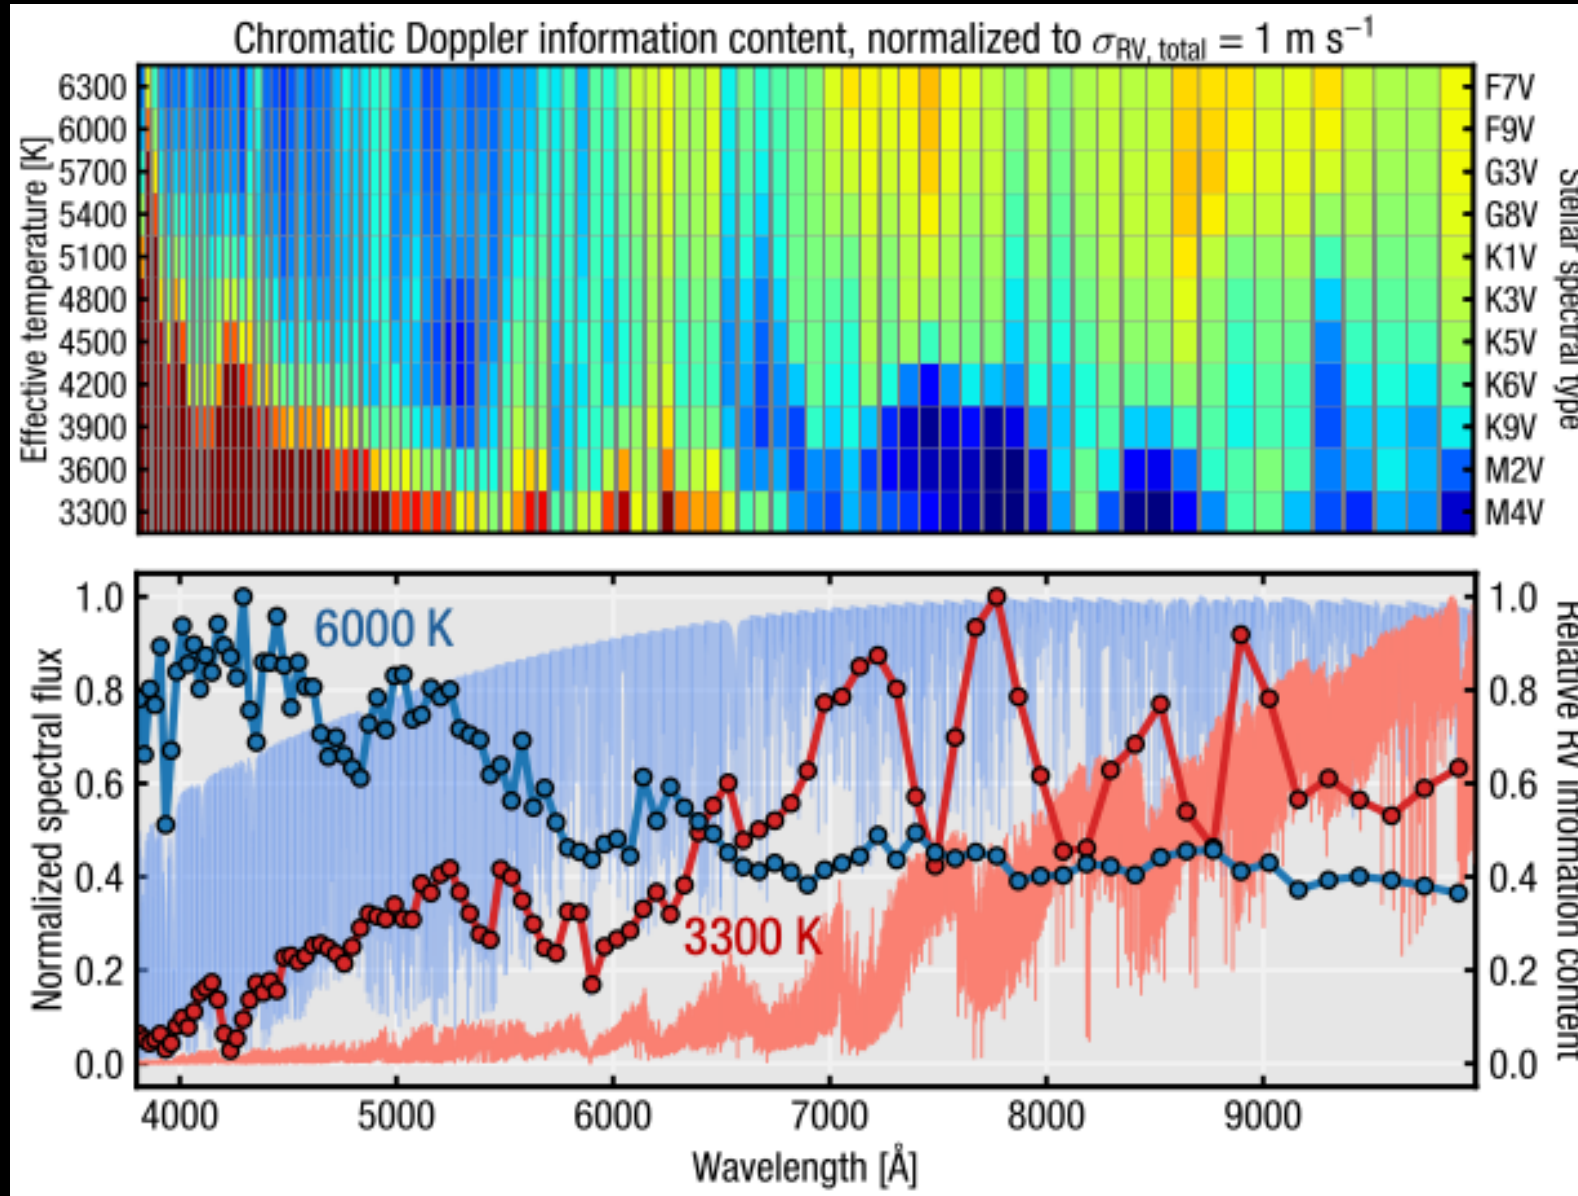 Chromatic Doppler information content, normalized to σRV, total = 1 m s−1
Effective temperature [K]
6300
6000
5700
5400
5100
4800
4500
4200
3900
3600
3300
F7V
F9V
G3V
G8V
K1V
K3V
K5V
K6V
K9V
M2V
M4V
Stellar spectral type
Normalized spectral flux
1.0
0.8
0.6
0.4
0.2
0.0
6000 K
3300 K
1.0
0.8
0.6
0.4
0.2
0.0
Relative RV information content
4000 5000 6000 7000 8000 9000
Wavelength [Å]